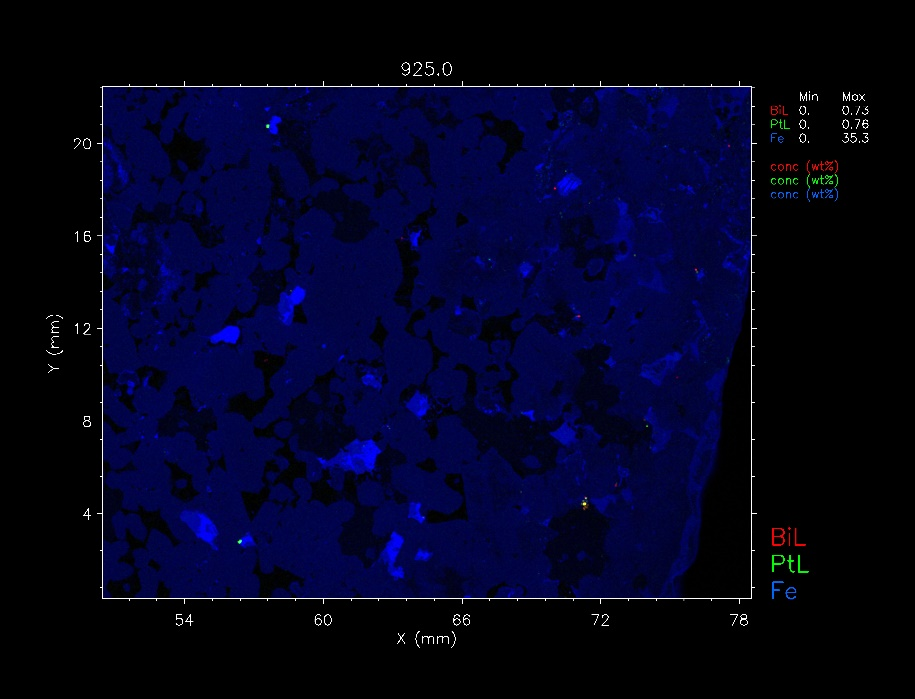 925.0
Min Max
BiL 0. 0.73
PtL 0. 0.76
Fe 0. 35.3
conc (wt%)
conc (wt%)
conc (wt%)
20
16
12
8
4
Y (mm)
54 60 66 72 78
X (mm)
BiL
PtL
Fe